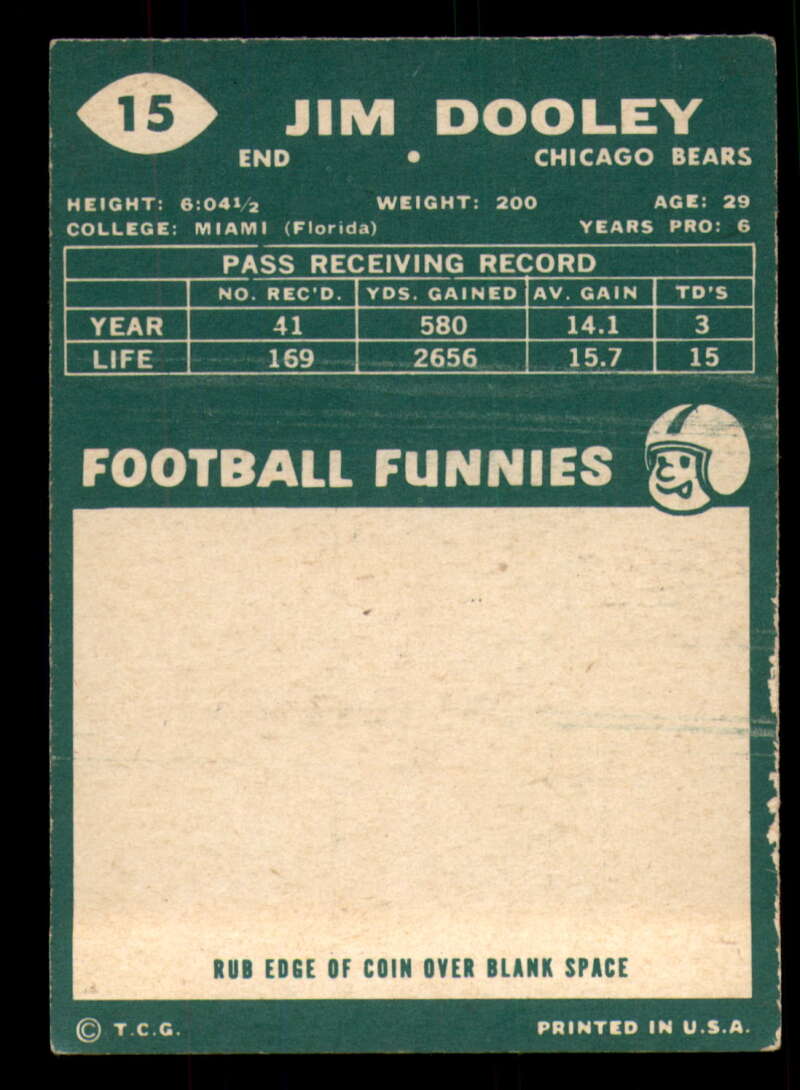 15
JIM DOOLEY
END • CHICAGO BEARS
HEIGHT: 6:04½ WEIGHT: 200 AGE: 29
COLLEGE: MIAMI (Florida) YEARS PRO: 6
PASS RECEIVING RECORD
NO. REC'D. YDS. GAINED AV. GAIN TD'S
YEAR 41 580 14.1 3
LIFE 169 2656 15.7 15
FOOTBALL FUNNIES
RUB EDGE OF COIN OVER BLANK SPACE
© T.C.G. PRINTED IN U.S.A.